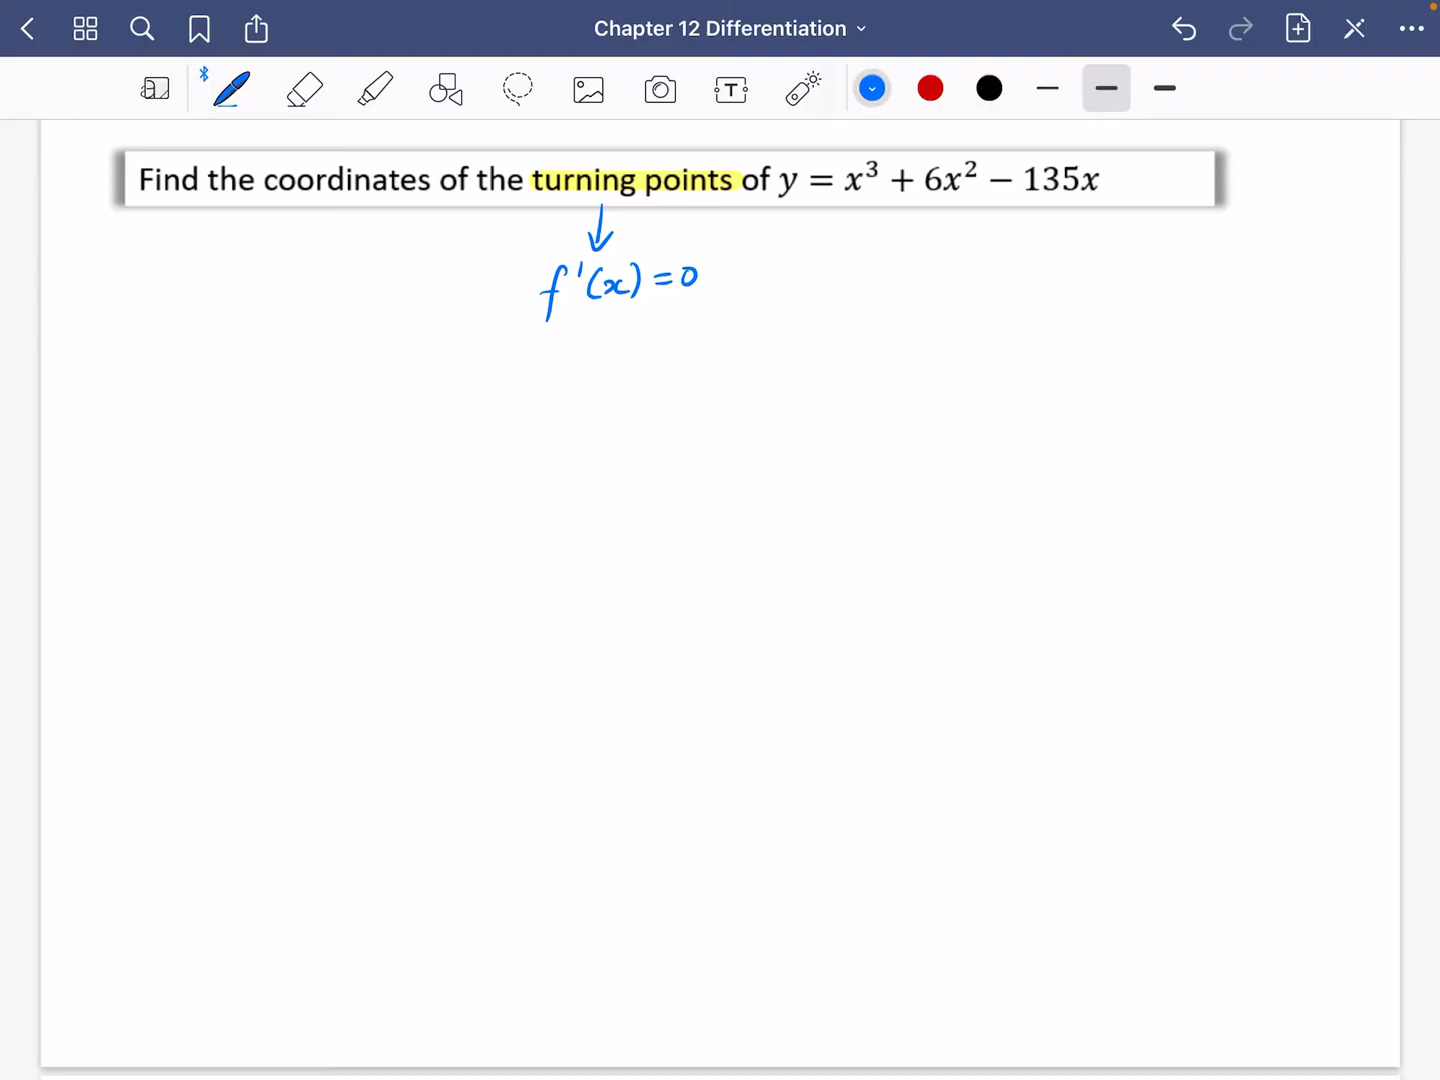 Chapter 12 Differentiation
Find the coordinates of the turning points of y = x³ + 6x² − 135x
f'(x) = 0